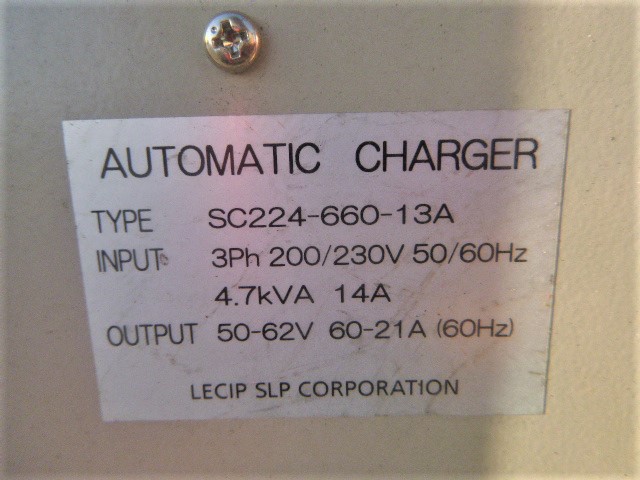 AUTOMATIC CHARGER
TYPE SC224-660-13A
INPUT 3Ph 200/230V 50/60Hz
4.7kVA 14A
OUTPUT 50-62V 60-21A (60Hz)
LECIP SLP CORPORATION